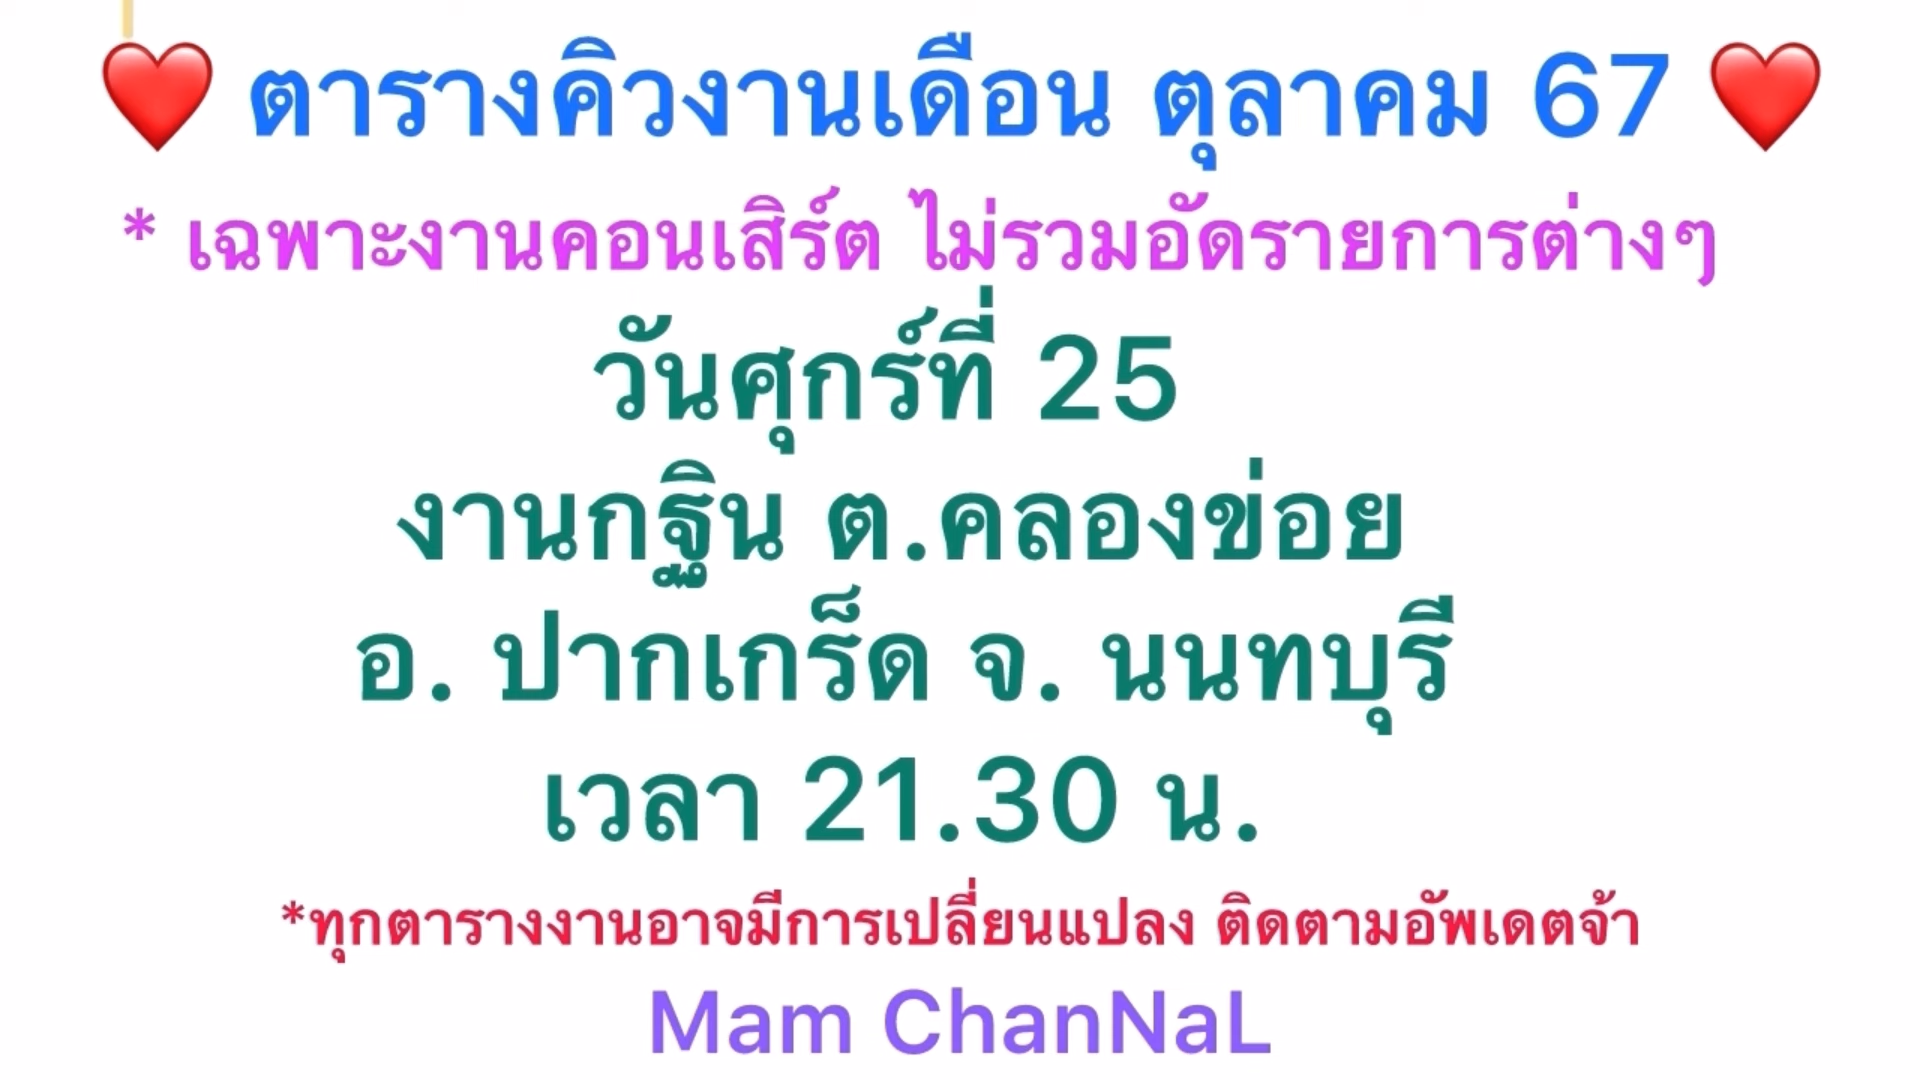 ❤️ ตารางคิวงานเดือน ตุลาคม 67 ❤️
* เฉพาะงานคอนเสิร์ต ไม่รวมอัดรายการต่างๆ
วันศุกร์ที่ 25
งานกฐิน ต.คลองข่อย
อ. ปากเกร็ด จ. นนทบุรี
เวลา 21.30 น.
*ทุกตารางงานอาจมีการเปลี่ยนแปลง ติดตามอัพเดตจ้า
Mam ChanNaL